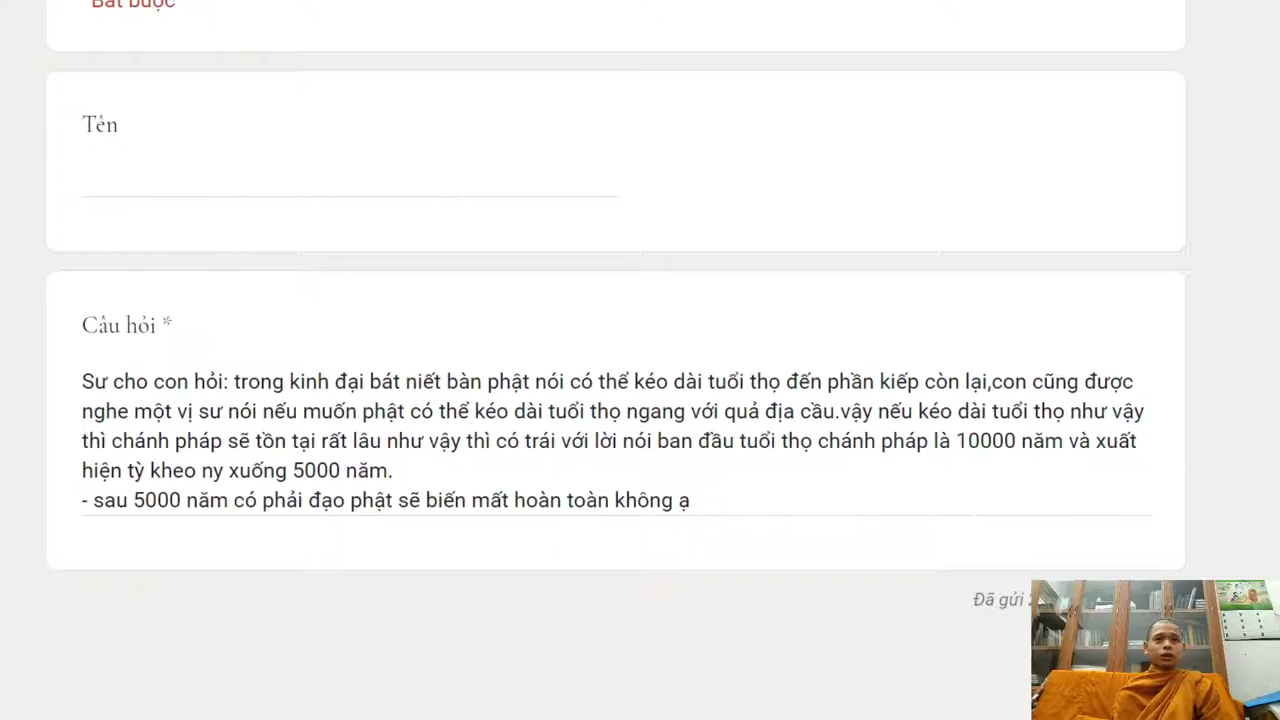 Bắt buộc
Tên
Câu hỏi *
Sư cho con hỏi: trong kinh đại bát niết bàn phật nói có thể kéo dài tuổi thọ đến phần kiếp còn lại,con cũng được
nghe một vị sư nói nếu muốn phật có thể kéo dài tuổi thọ ngang với quả địa cầu.vậy nếu kéo dài tuổi thọ như vậy
thì chánh pháp sẽ tồn tại rất lâu như vậy thì có trái với lời nói ban đầu tuổi thọ chánh pháp là 10000 năm và xuất
hiện tỳ kheo ny xuống 5000 năm.
- sau 5000 năm có phải đạo phật sẽ biến mất hoàn toàn không ạ
Đã gửi